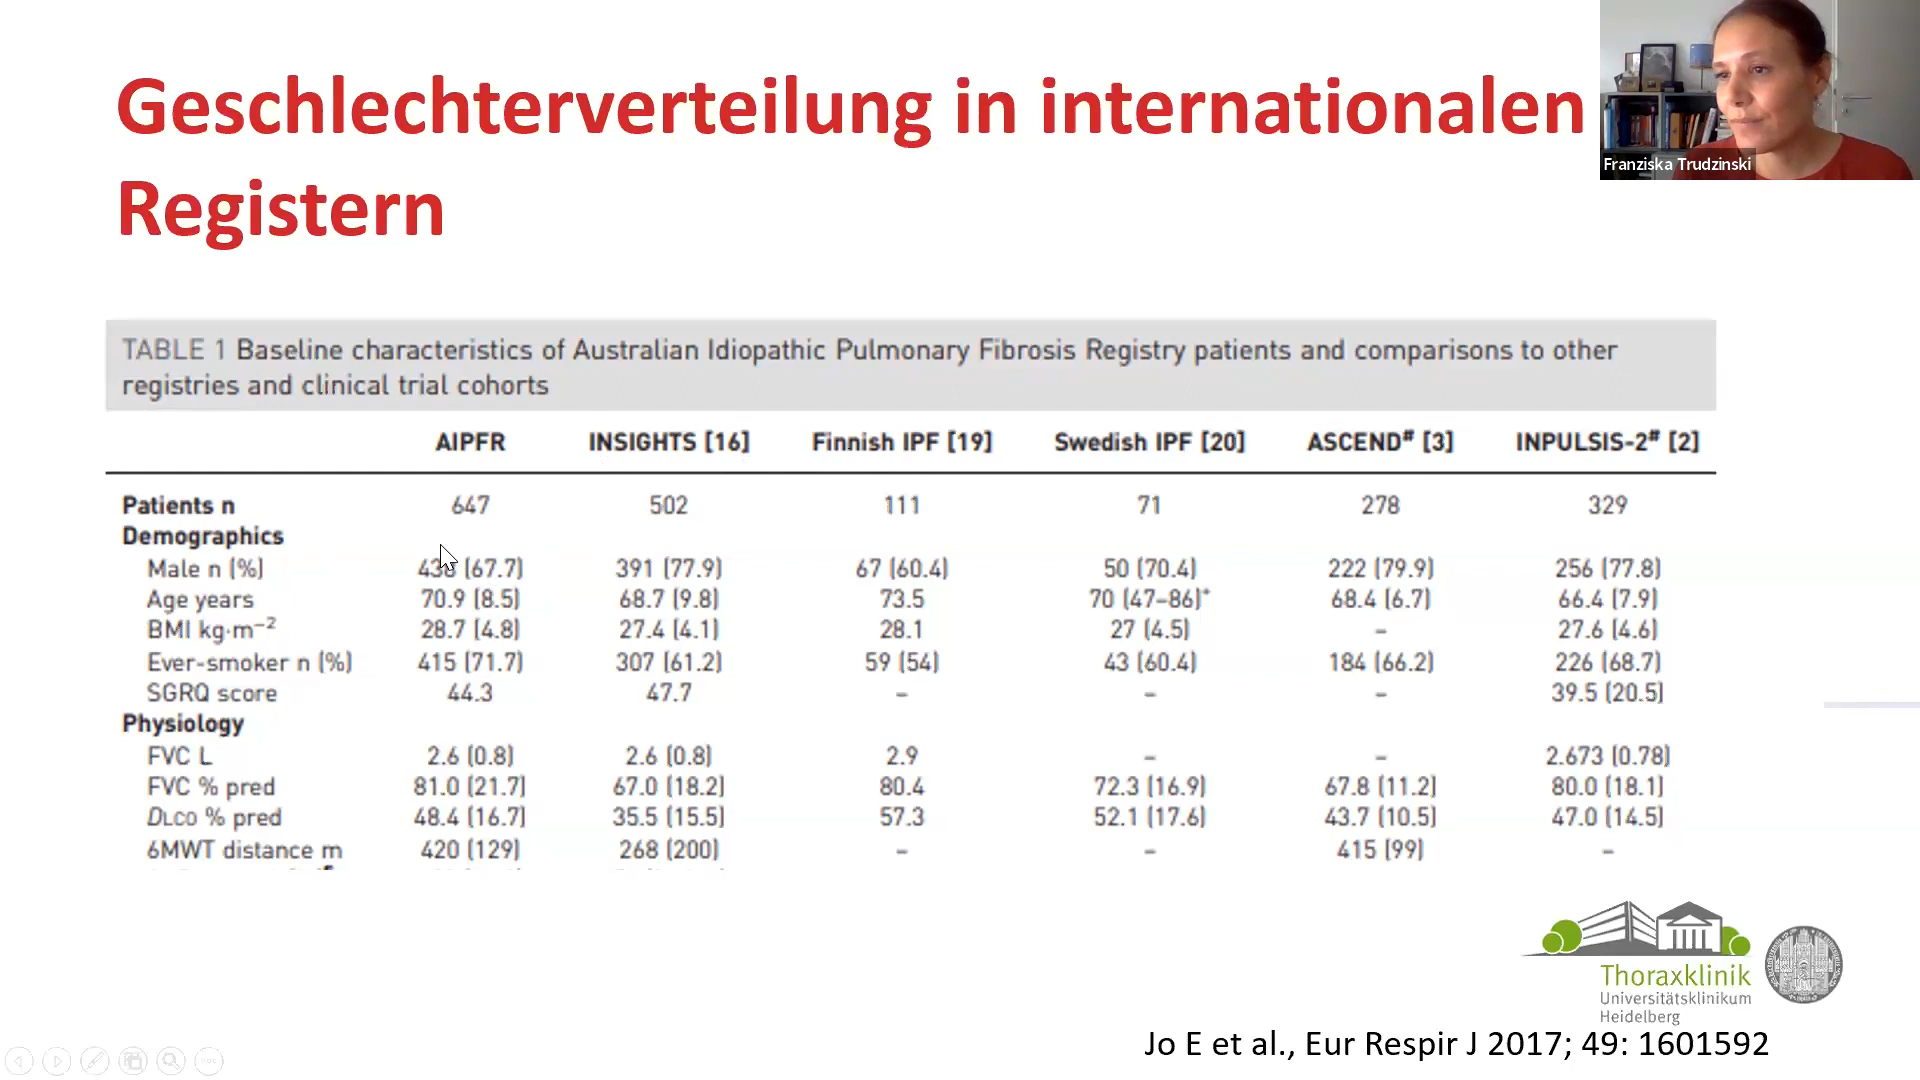 Geschlechterverteilung in internationalen
Registern
Franziska Trudzinski
TABLE 1 Baseline characteristics of Australian Idiopathic Pulmonary Fibrosis Registry patients and comparisons to other
registries and clinical trial cohorts
AIPFR INSIGHTS [16] Finnish IPF [19] Swedish IPF [20] ASCEND# [3] INPULSIS-2# [2]
Patients n 647 502 111 71 278 329
Demographics
Male n (%) 438 (67.7) 391 (77.9) 67 (60.4) 50 (70.4) 222 (79.9) 256 (77.8)
Age years 70.9 (8.5) 68.7 (9.8) 73.5 70 (47–86)+ 68.4 (6.7) 66.4 (7.9)
BMI kg·m−2 28.7 (4.8) 27.4 (4.1) 28.1 27 (4.5) – 27.6 (4.6)
Ever-smoker n (%) 415 (71.7) 307 (61.2) 59 (54) 43 (60.4) 184 (66.2) 226 (68.7)
SGRQ score 44.3 47.7 – – – 39.5 (20.5)
Physiology
FVC L 2.6 (0.8) 2.6 (0.8) 2.9 – – 2.673 (0.78)
FVC % pred 81.0 (21.7) 67.0 (18.2) 80.4 72.3 (16.9) 67.8 (11.2) 80.0 (18.1)
DLCO % pred 48.4 (16.7) 35.5 (15.5) 57.3 52.1 (17.6) 43.7 (10.5) 47.0 (14.5)
6MWT distance m 420 (129) 268 (200) – – 415 (99) –
Thoraxklinik
Universitätsklinikum
Heidelberg
Jo E et al., Eur Respir J 2017; 49: 1601592